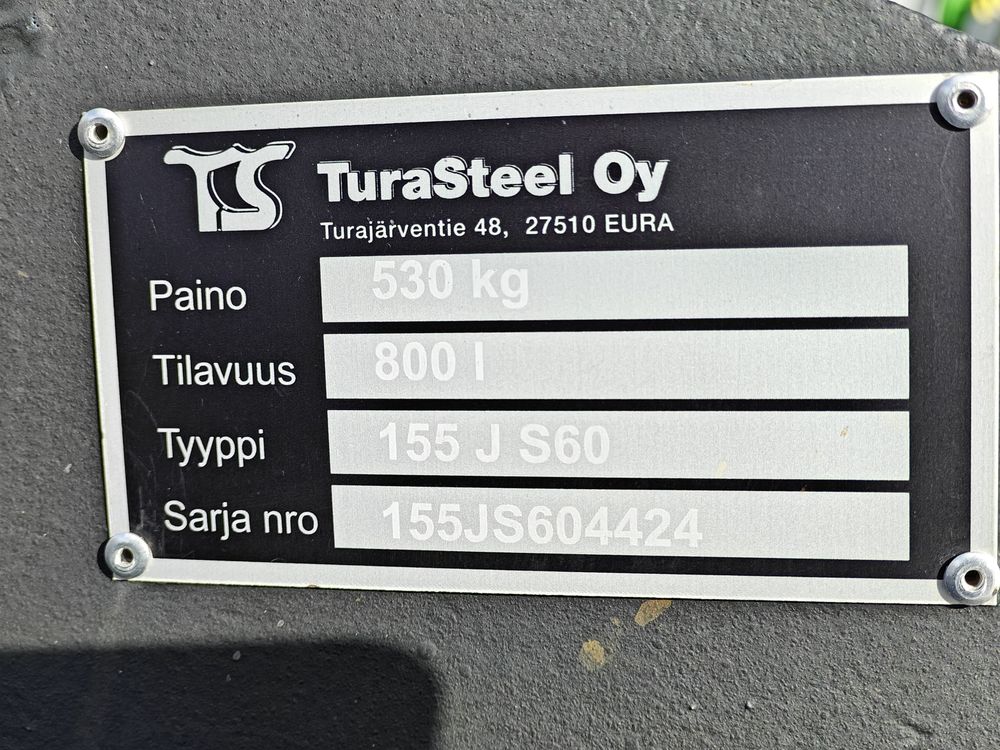 TS
TuraSteel Oy
Turajärventie 48, 27510 EURA
Paino 530 kg
Tilavuus 800 l
Tyyppi 155 J S60
Sarja nro 155JS604424